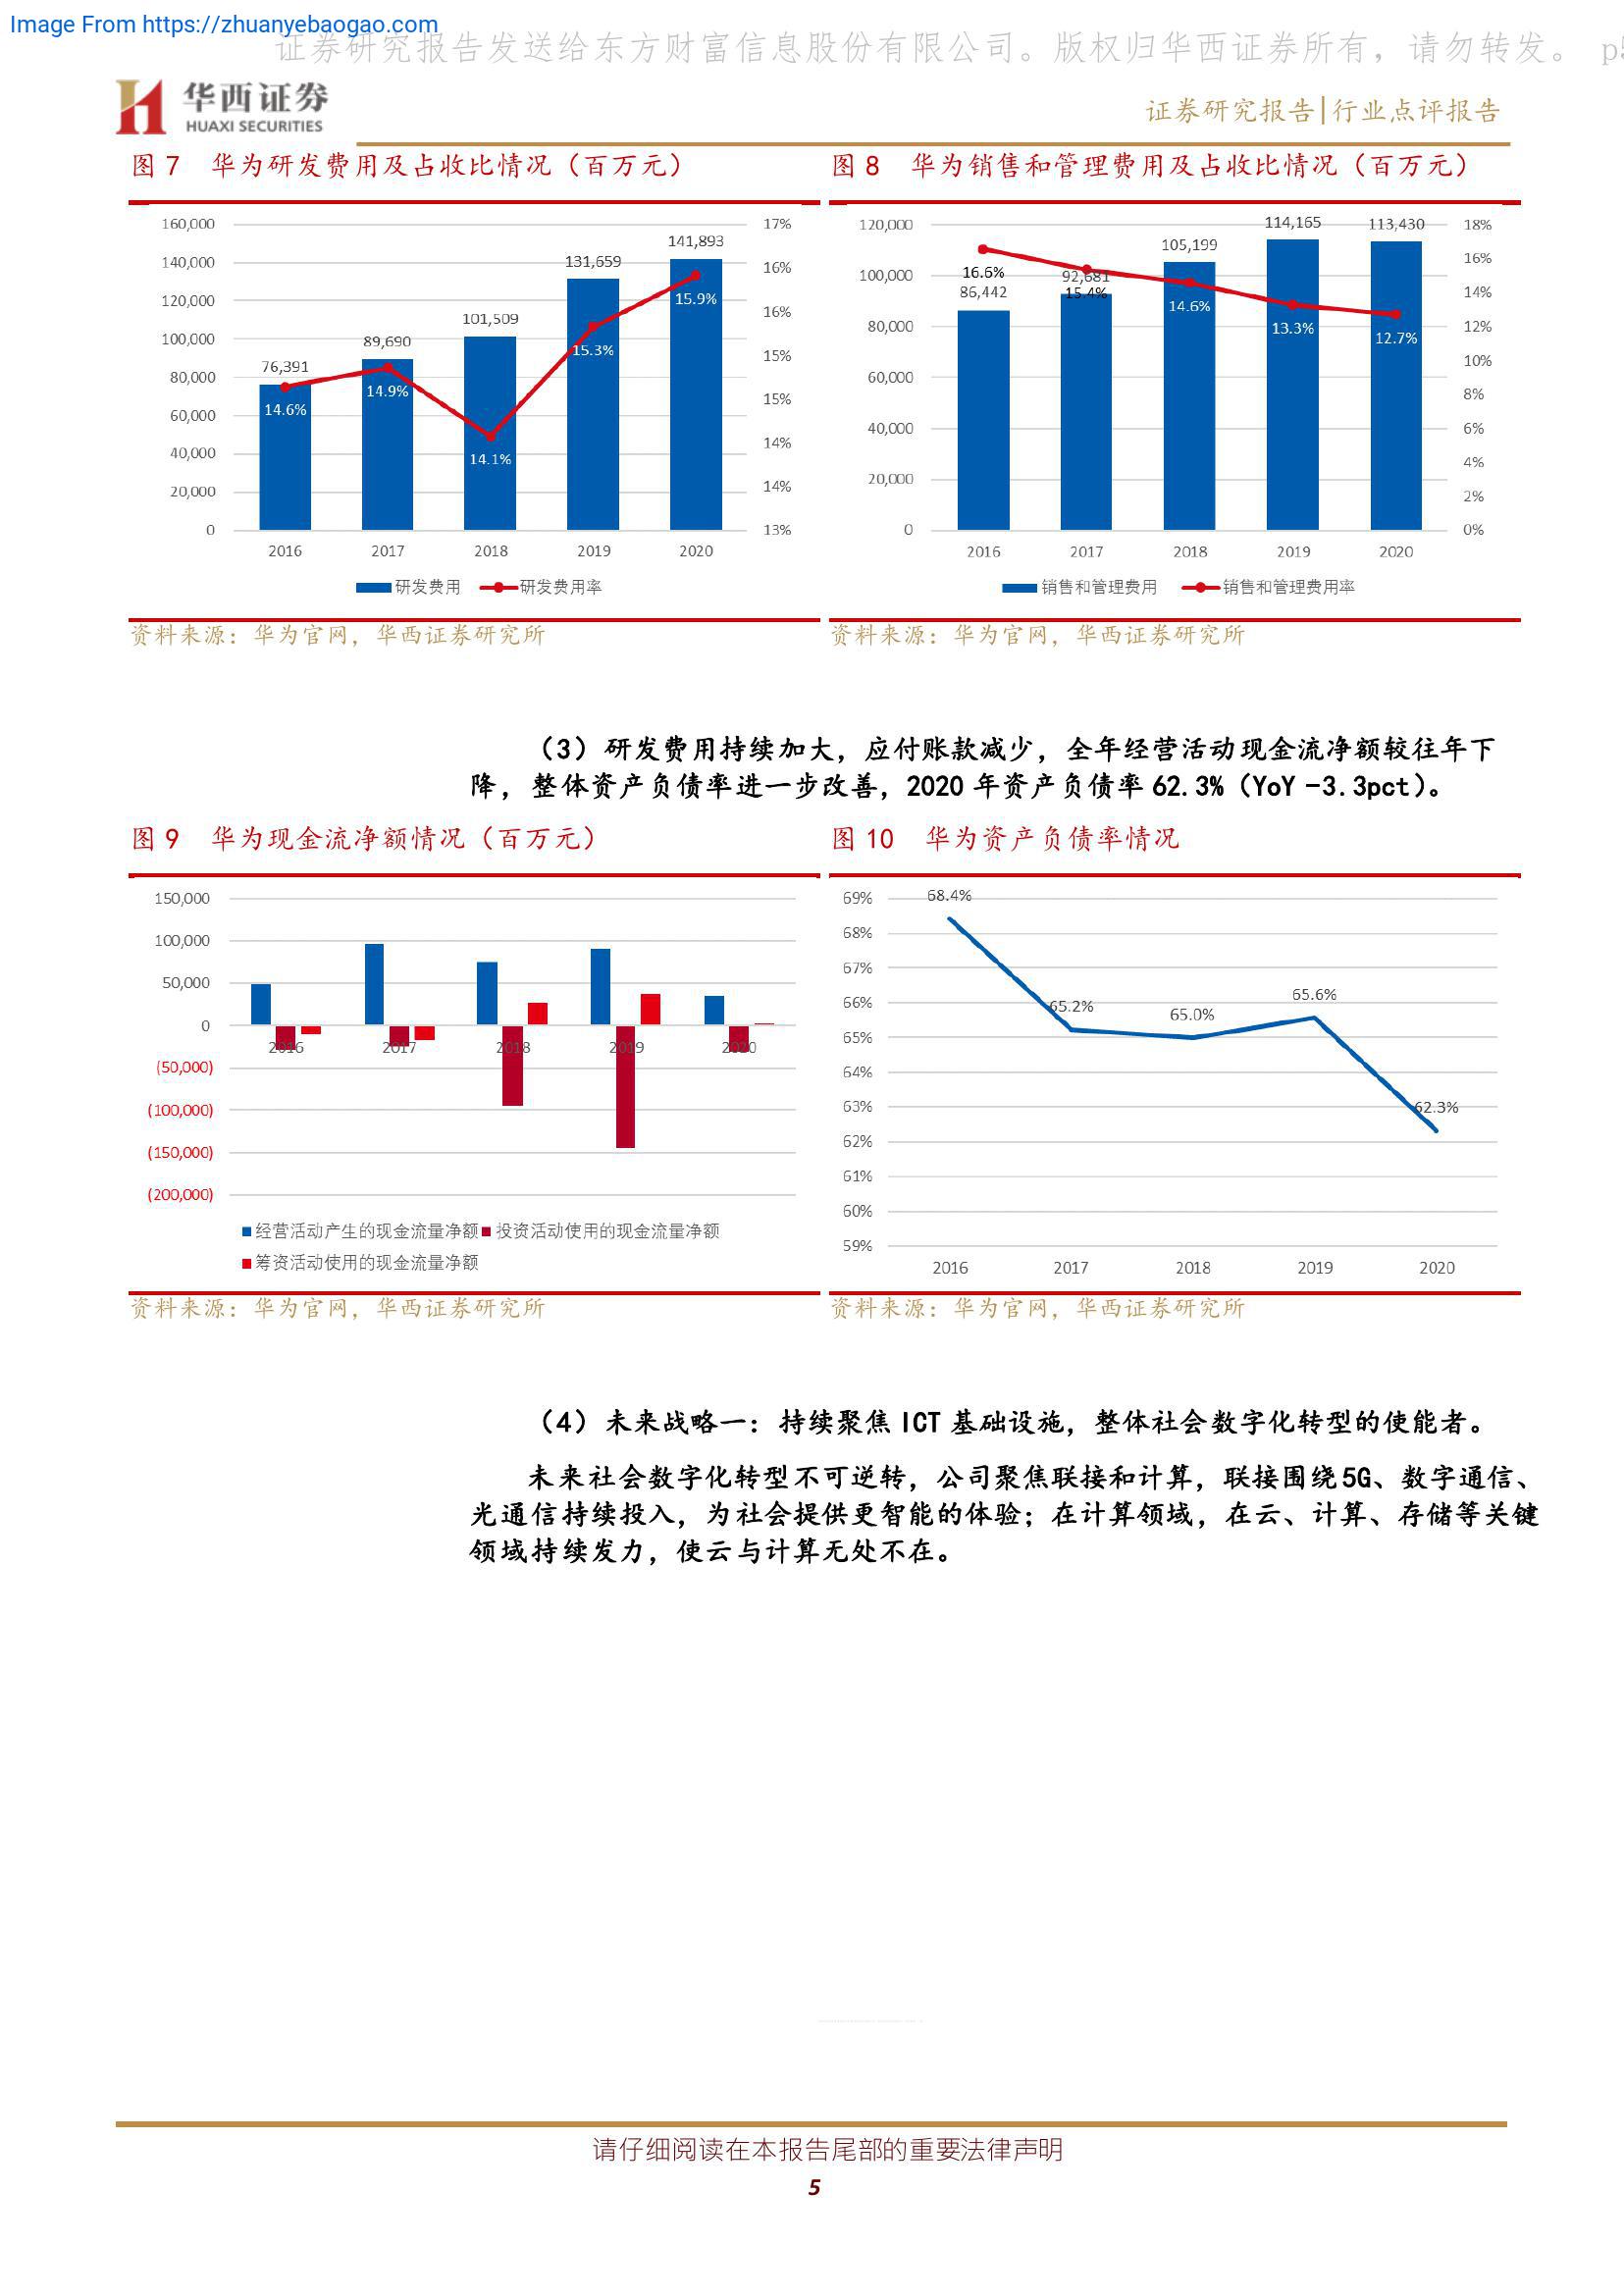 Image From https://zhuanyebaogao.com
证券研究报告发送给东方财富信息股份有限公司。版权归华西证券所有，请勿转发。 p5
华西证券
HUAXI SECURITIES
证券研究报告|行业点评报告
图 7 华为研发费用及占收比情况（百万元）
160,000
140,000
120,000
100,000
80,000
60,000
40,000
20,000
0
17%
16%
16%
15%
15%
14%
14%
13%
76,391
89,690
101,509
131,659
141,893
14.6%
14.9%
14.1%
15.3%
15.9%
2016 2017 2018 2019 2020
研发费用 研发费用率
资料来源：华为官网，华西证券研究所
图 8 华为销售和管理费用及占收比情况（百万元）
120,000
100,000
80,000
60,000
40,000
20,000
0
18%
16%
14%
12%
10%
8%
6%
4%
2%
0%
86,442
92,681
105,199
114,165
113,430
16.6%
15.4%
14.6%
13.3%
12.7%
2016 2017 2018 2019 2020
销售和管理费用 销售和管理费用率
资料来源：华为官网，华西证券研究所
（3）研发费用持续加大，应付账款减少，全年经营活动现金流净额较往年下
降，整体资产负债率进一步改善，2020 年资产负债率 62.3%（YoY -3.3pct）。
图 9 华为现金流净额情况（百万元）
150,000
100,000
50,000
0
(50,000)
(100,000)
(150,000)
(200,000)
2016 2017 2018 2019 2020
经营活动产生的现金流量净额 投资活动使用的现金流量净额
筹资活动使用的现金流量净额
资料来源：华为官网，华西证券研究所
图 10 华为资产负债率情况
69%
68%
67%
66%
65%
64%
63%
62%
61%
60%
59%
68.4%
65.2%
65.0%
65.6%
62.3%
2016 2017 2018 2019 2020
资料来源：华为官网，华西证券研究所
（4）未来战略一：持续聚焦 ICT 基础设施，整体社会数字化转型的使能者。
未来社会数字化转型不可逆转，公司聚焦联接和计算，联接围绕5G、数字通信、
光通信持续投入，为社会提供更智能的体验；在计算领域，在云、计算、存储等关键
领域持续发力，使云与计算无处不在。
请仔细阅读在本报告尾部的重要法律声明
5